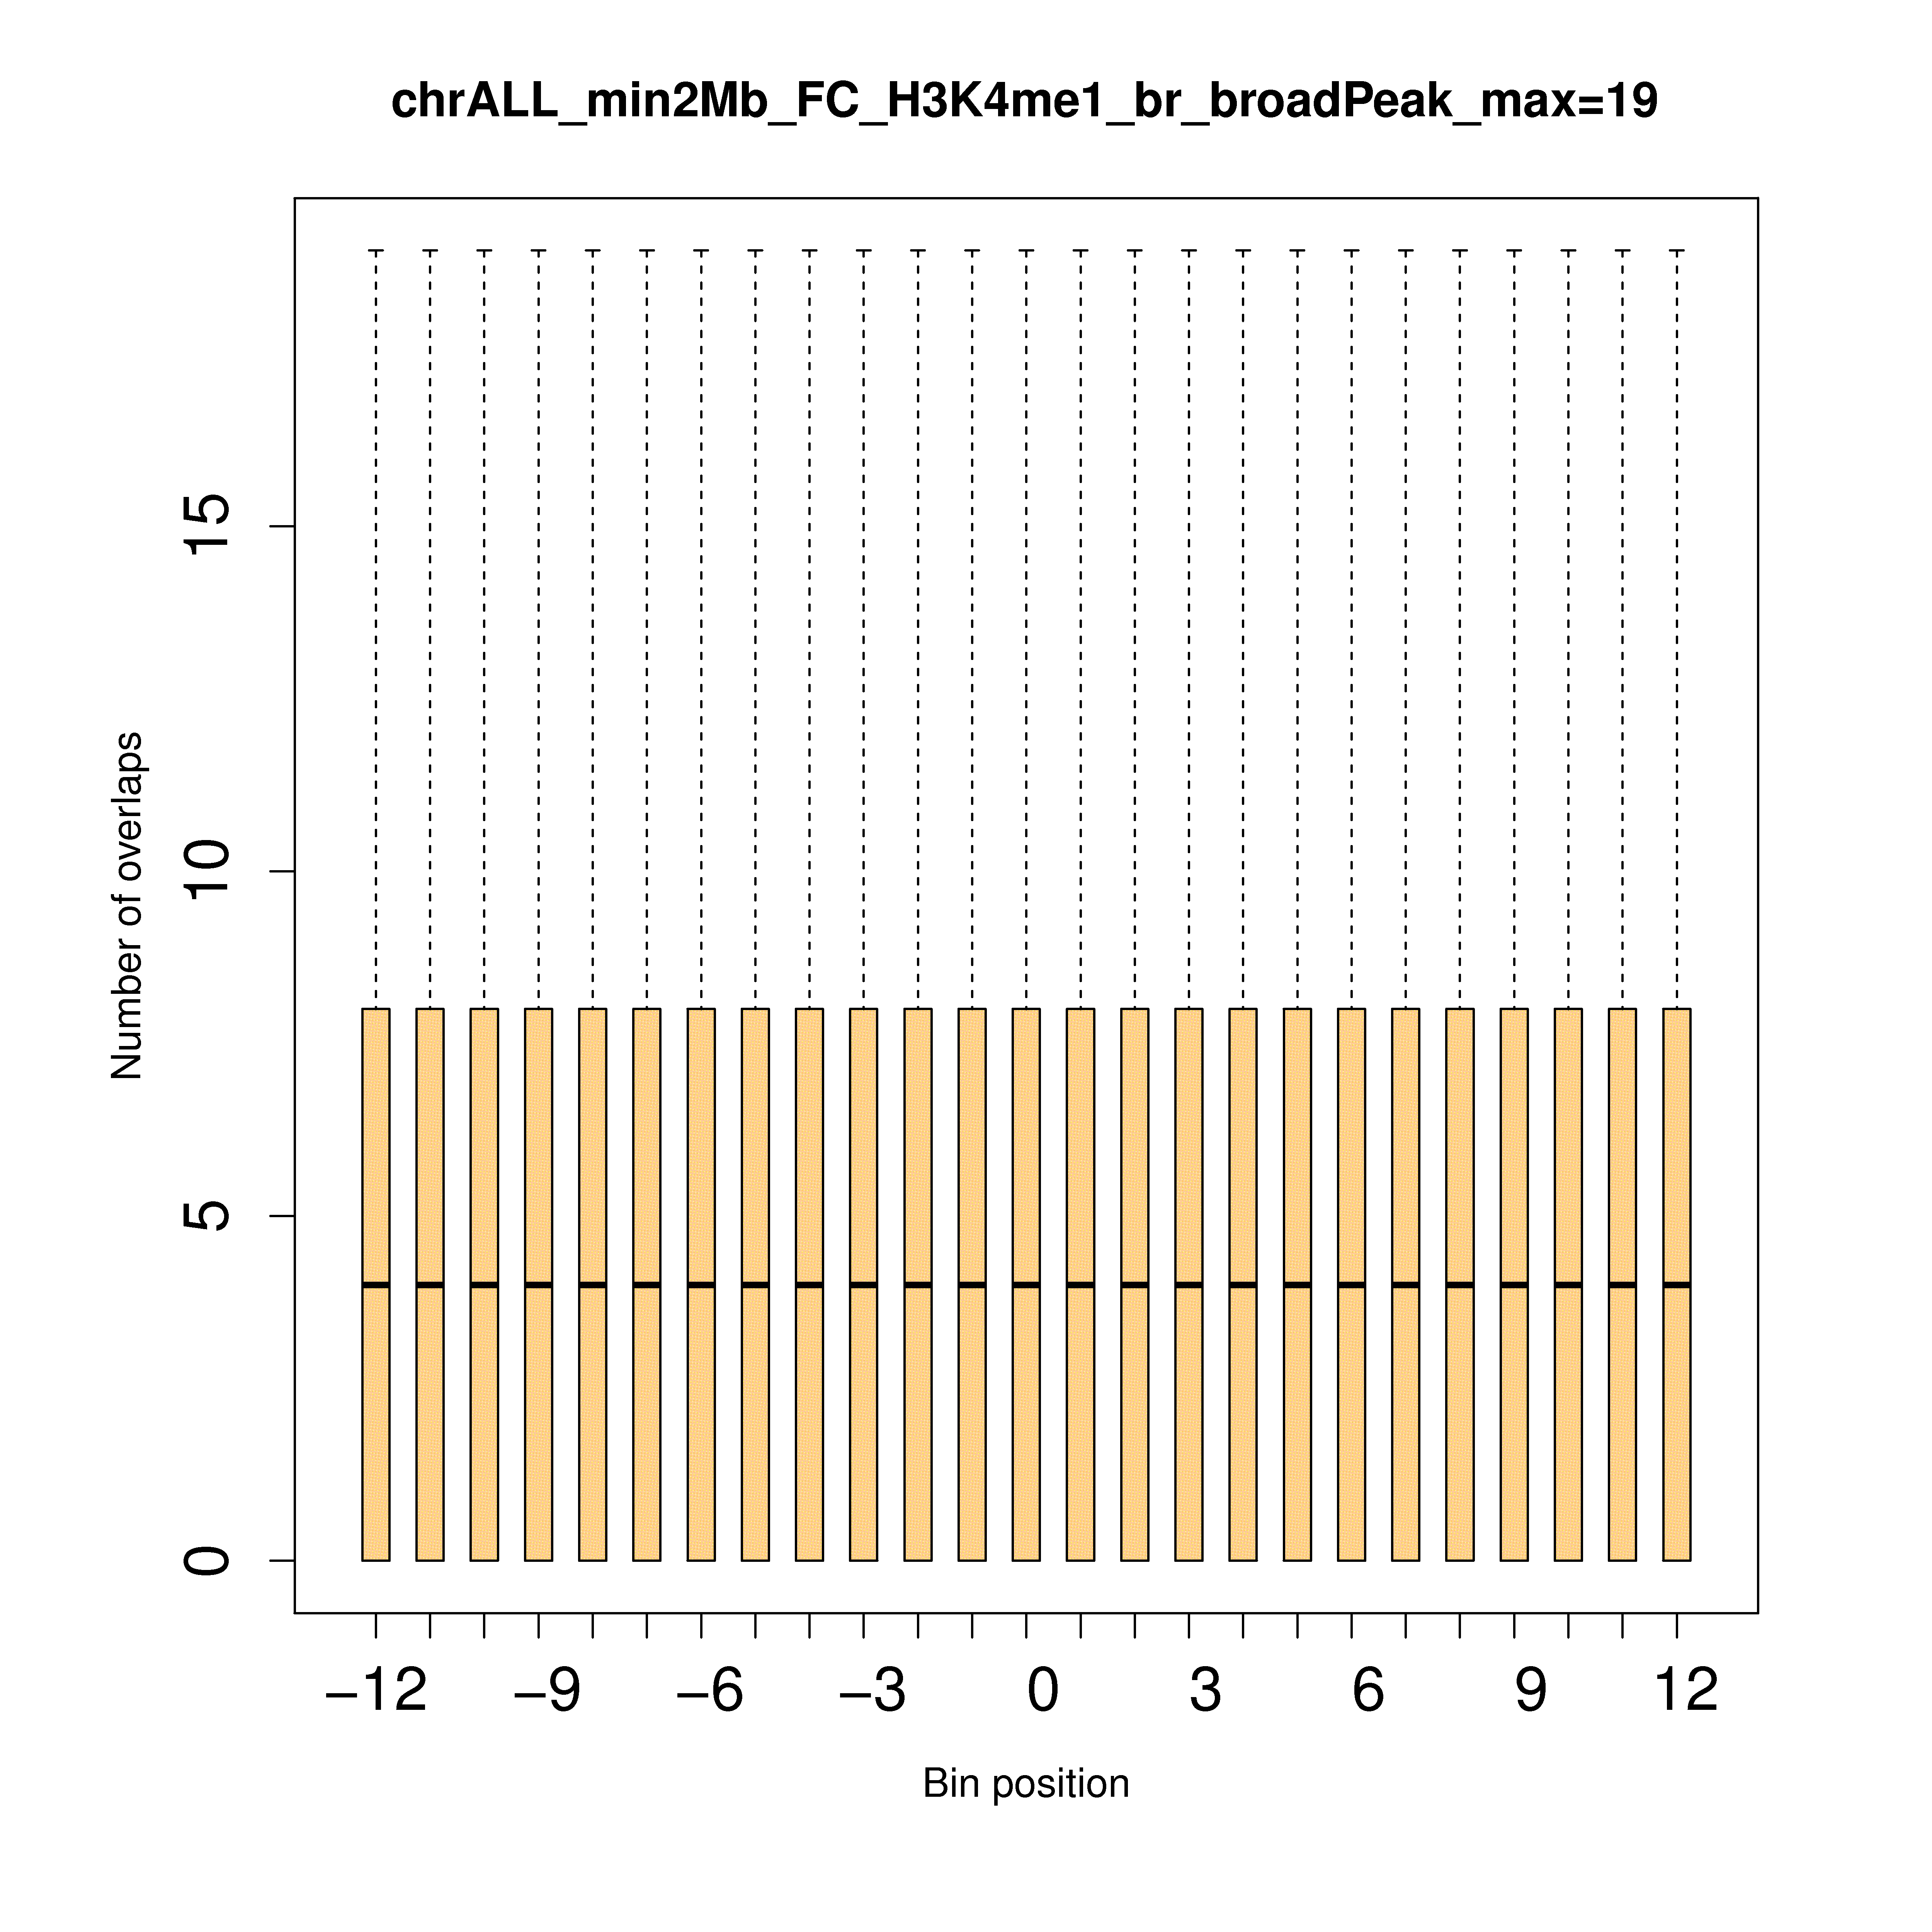 chrALL_min2Mb_FC_H3K4me1_br_broadPeak_max=19
Number of overlaps
15
10
5
0
−12 −9 −6 −3 0 3 6 9 12
Bin position